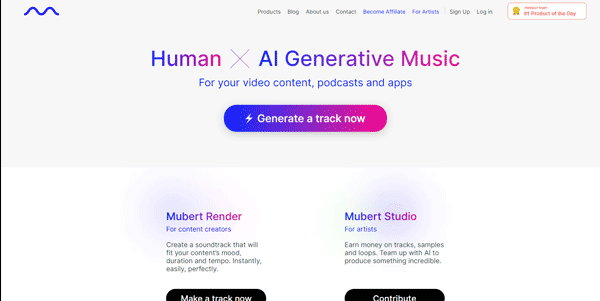 Products Blog About us Contact Become Affiliate For Artists Sign Up Log in
PRODUCT HUNT
#1 Product of the Day
Human AI Generative Music
For your video content, podcasts and apps
⚡ Generate a track now
Mubert Render
For content creators
Create a soundtrack that will
fit your content's mood,
duration and tempo. Instantly,
easily, perfectly.
Make a track now
Mubert Studio
For artists
Earn money on tracks, samples
and loops. Team up with AI to
produce something incredible.
Contribute